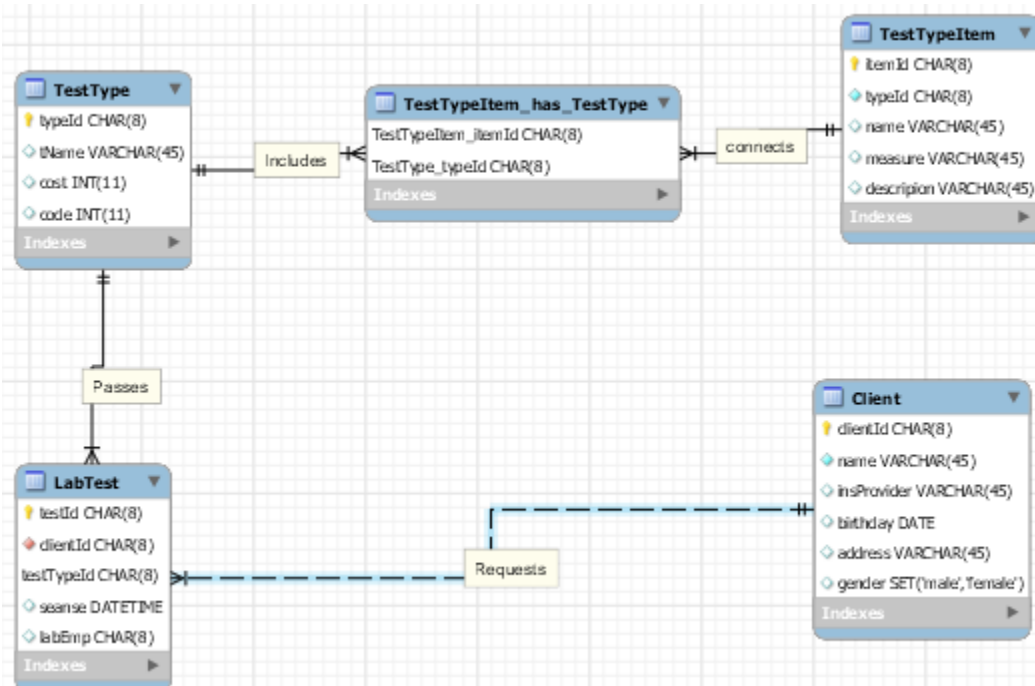 TestType
typeId CHAR(8)
tName VARCHAR(45)
cost INT(11)
code INT(11)
Indexes
Includes
TestTypeItem_has_TestType
TestTypeItem_itemId CHAR(8)
TestType_typeId CHAR(8)
Indexes
connects
TestTypeItem
itemId CHAR(8)
typeId CHAR(8)
name VARCHAR(45)
measure VARCHAR(45)
descripion VARCHAR(45)
Indexes
Passes
LabTest
testId CHAR(8)
clientId CHAR(8)
testTypeId CHAR(8)
seanse DATETIME
labEmp CHAR(8)
Indexes
Requests
Client
clientId CHAR(8)
name VARCHAR(45)
insProvider VARCHAR(45)
birthday DATE
address VARCHAR(45)
gender SET('male','female')
Indexes